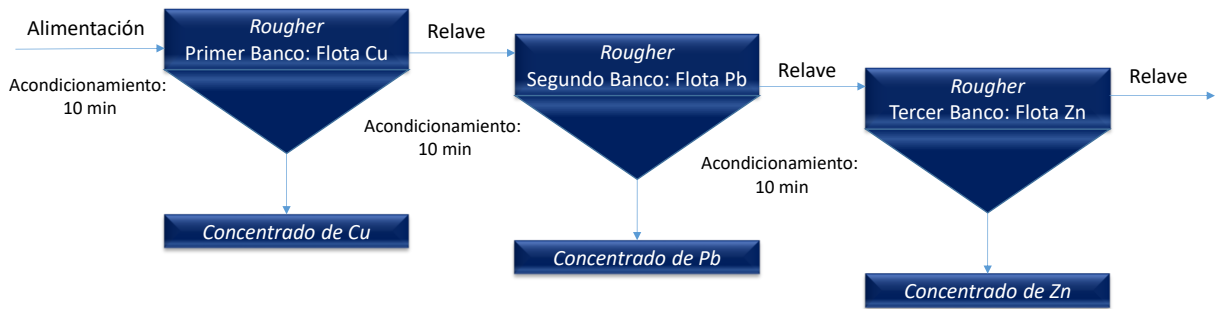 Alimentación
Rougher
Primer Banco: Flota Cu
Relave
Acondicionamiento:
10 min
Rougher
Segundo Banco: Flota Pb
Relave
Acondicionamiento:
10 min
Rougher
Tercer Banco: Flota Zn
Relave
Acondicionamiento:
10 min
Concentrado de Cu
Concentrado de Pb
Concentrado de Zn